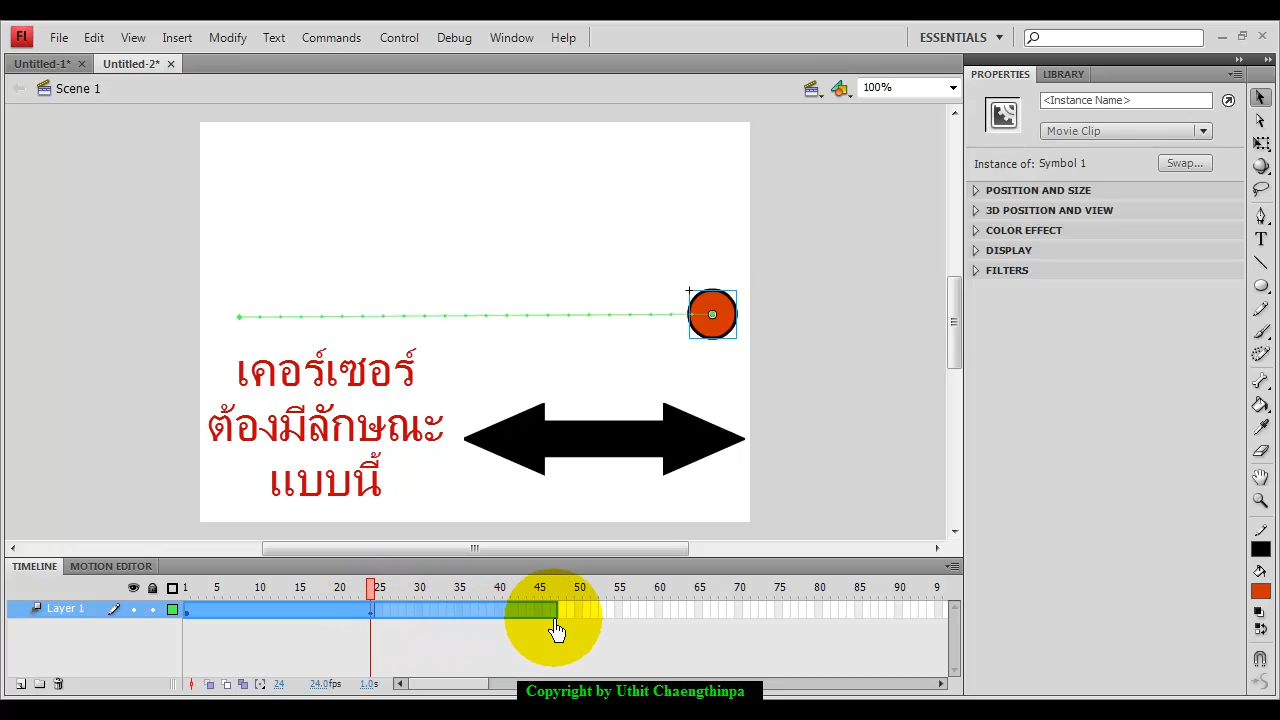 Fl File Edit View Insert Modify Text Commands Control Debug Window Help ESSENTIALS
Untitled-1* × Untitled-2* ×
Scene 1 100%
PROPERTIES LIBRARY
<Instance Name>
Movie Clip
Instance of: Symbol 1 Swap...
POSITION AND SIZE
3D POSITION AND VIEW
COLOR EFFECT
DISPLAY
FILTERS
เคอร์เซอร์
ต้องมีลักษณะ
แบบนี้
TIMELINE MOTION EDITOR
1 5 10 15 20 25 30 35 40 45 50 55 60 65 70 75 80 85 90 9
Layer 1
24 24.0fps 1.0s
Copyright by Uthit Chaengthinpa